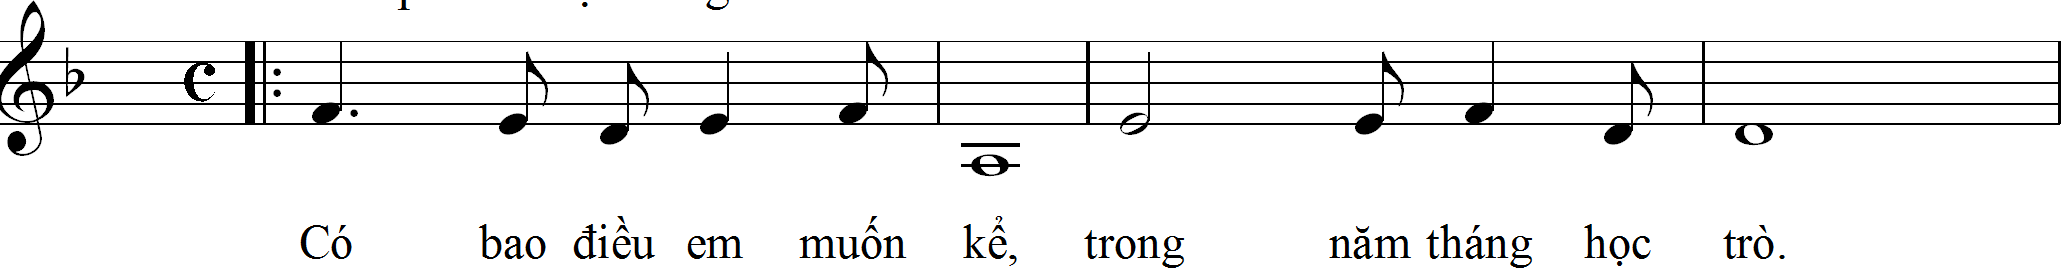 Có bao điều em muốn kể, trong năm tháng học trò.